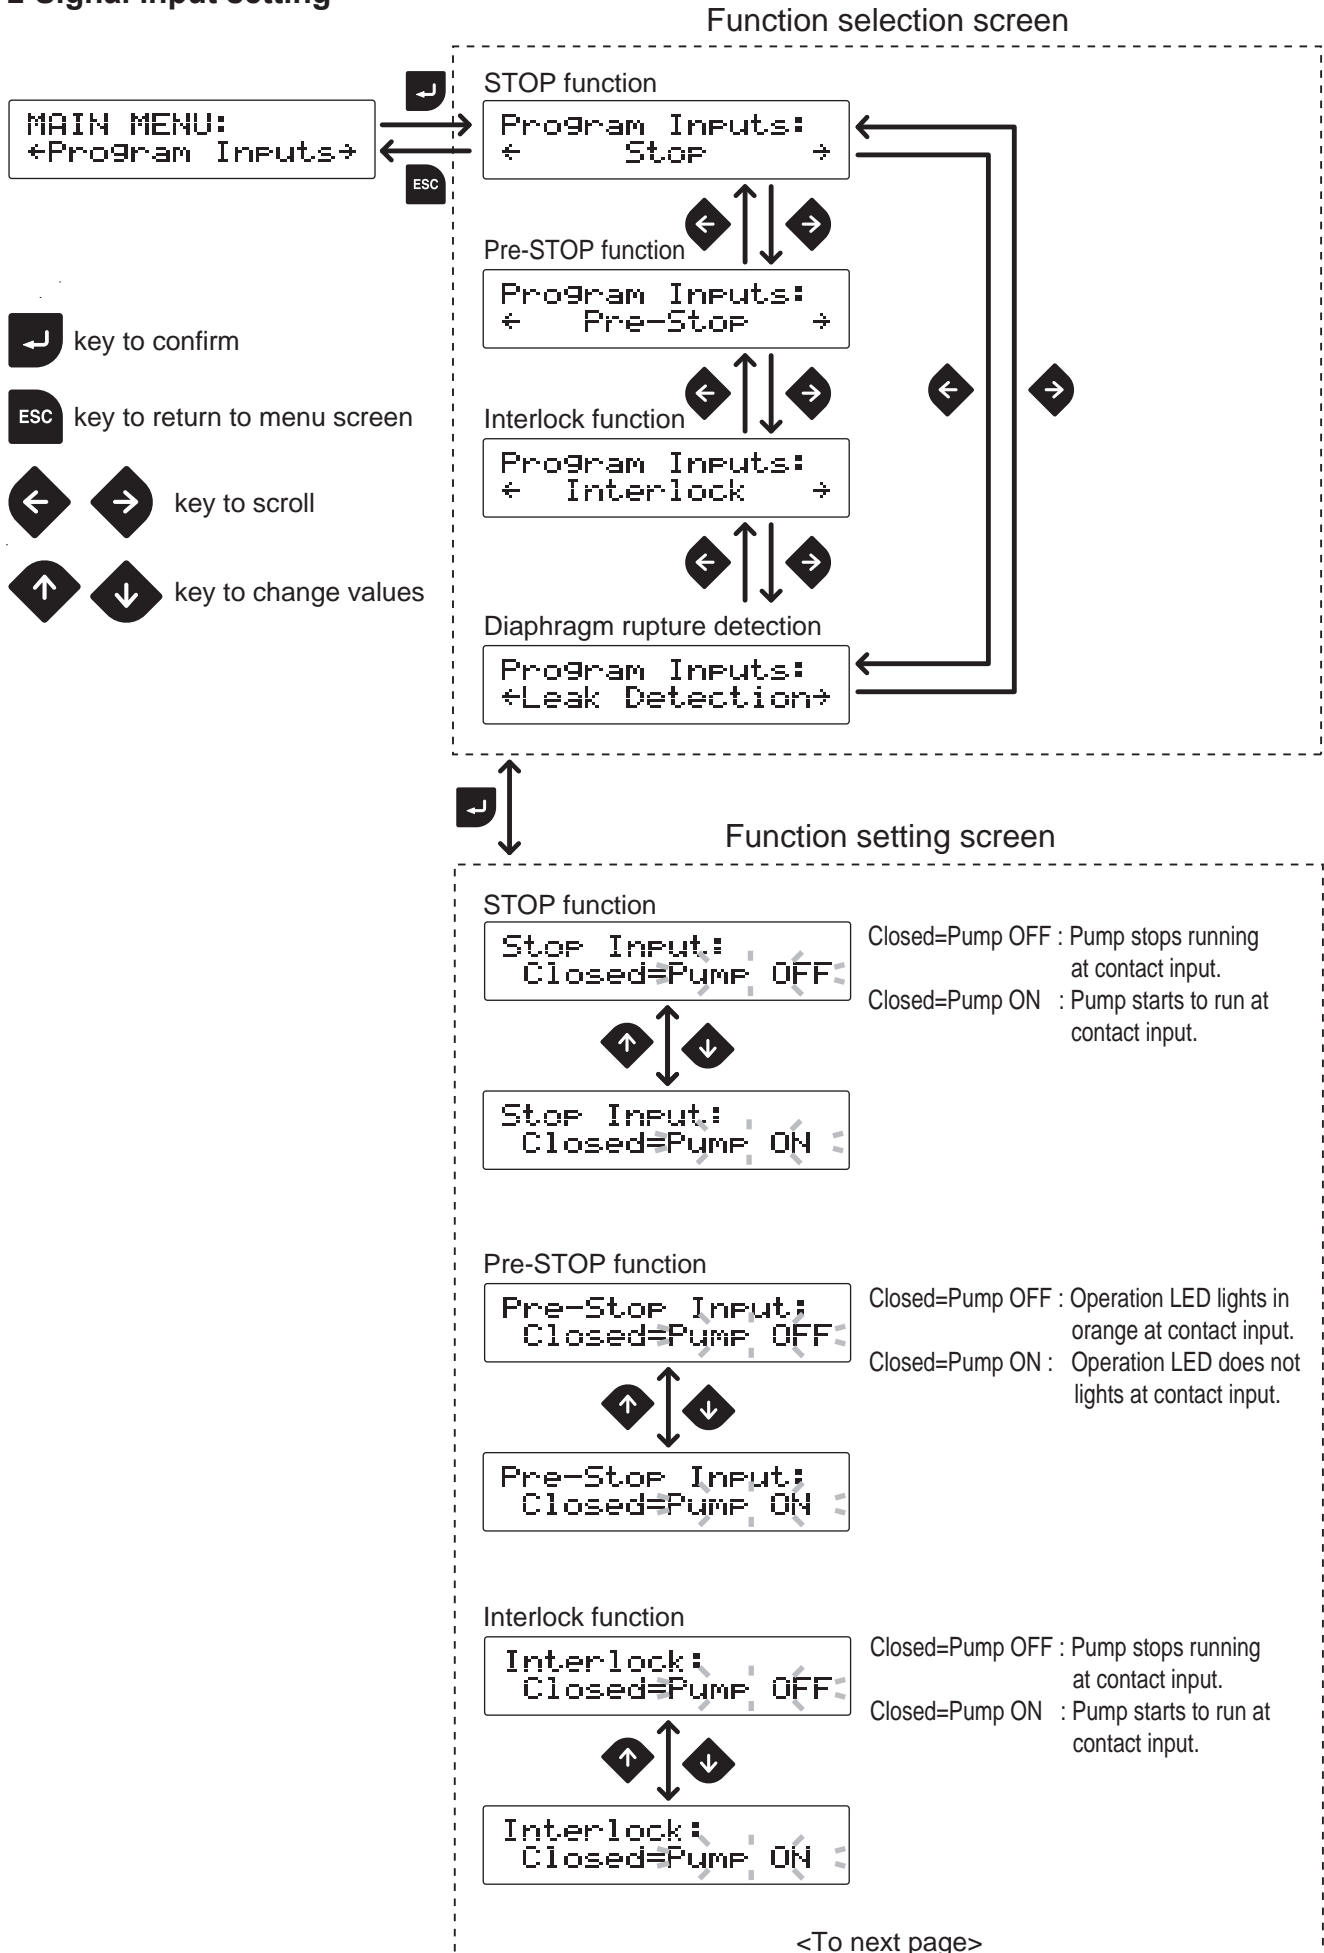 2 Signal input setting
Function selection screen
STOP function
MAIN MENU:
←Program Inputs→
Program Inputs:
← Stop →
ESC
Pre-STOP function
Program Inputs:
← Pre-Stop →
key to confirm
ESC key to return to menu screen
Interlock function
Program Inputs:
← Interlock →
← → key to scroll
↑ ↓ key to change values
Diaphragm rupture detection
Program Inputs:
←Leak Detection→
Function setting screen
STOP function
Stop Input:
Closed=Pump OFF
Closed=Pump OFF : Pump stops running
at contact input.
Closed=Pump ON : Pump starts to run at
contact input.
Stop Input:
Closed=Pump ON
Pre-STOP function
Pre-Stop Input:
Closed=Pump OFF
Closed=Pump OFF : Operation LED lights in
orange at contact input.
Closed=Pump ON : Operation LED does not
lights at contact input.
Pre-Stop Input:
Closed=Pump ON
Interlock function
Interlock:
Closed=Pump OFF
Closed=Pump OFF : Pump stops running
at contact input.
Closed=Pump ON : Pump starts to run at
contact input.
Interlock:
Closed=Pump ON
<To next page>